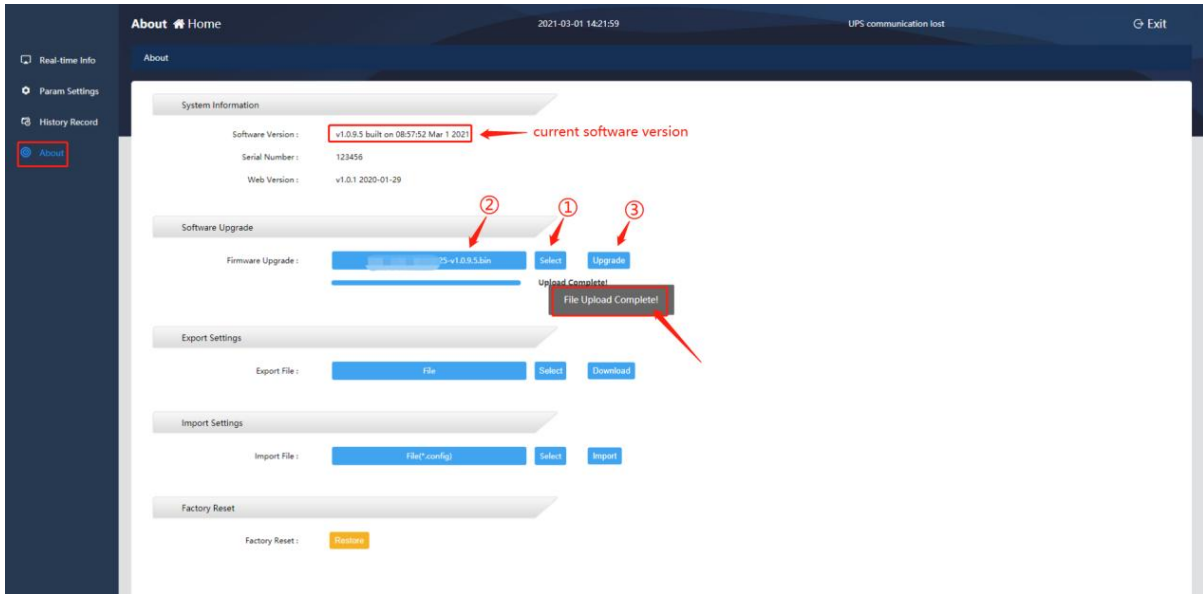 About Home 2021-03-01 14:21:59 UPS communication lost Exit
Real-time Info
Param Settings
History Record
About
About
System Information
Software Version : v1.0.9.5 built on 08:57:52 Mar 1 2021 current software version
Serial Number : 123456
Web Version : v1.0.1 2020-01-29
② ① ③
Software Upgrade
Firmware Upgrade : 25-v1.0.9.5.bin Select Upgrade
Upload Complete!
File Upload Complete!
Export Settings
Export File : File Select Download
Import Settings
Import File : File(*.config) Select Import
Factory Reset
Factory Reset : Restore